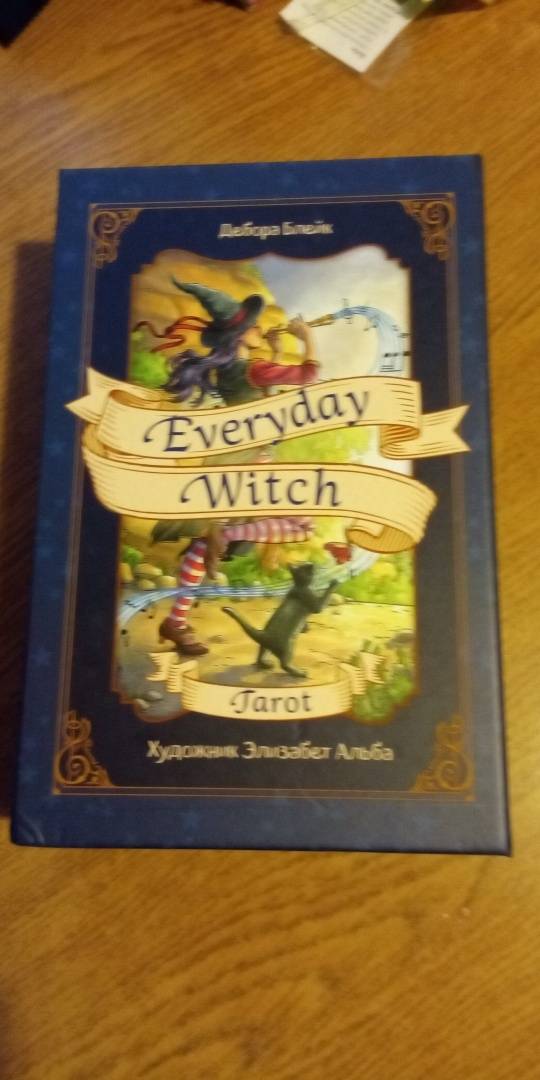 Дебора Блейк
Everyday
Witch
Tarot
Художник Элизабет Альба